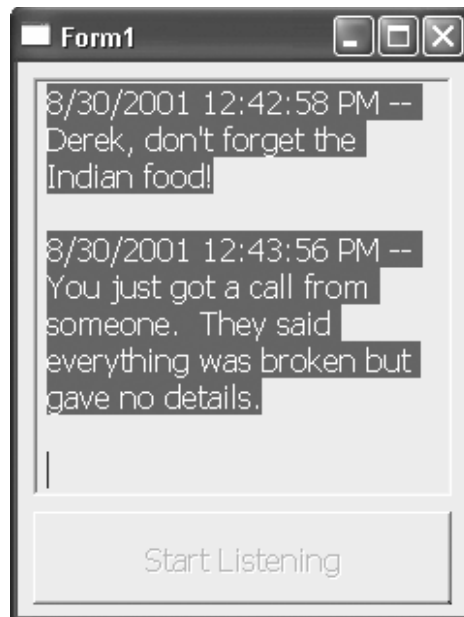 Form1
8/30/2001 12:42:58 PM --
Derek, don't forget the
Indian food!
8/30/2001 12:43:56 PM --
You just got a call from
someone.  They said
everything was broken but
gave no details.
Start Listening